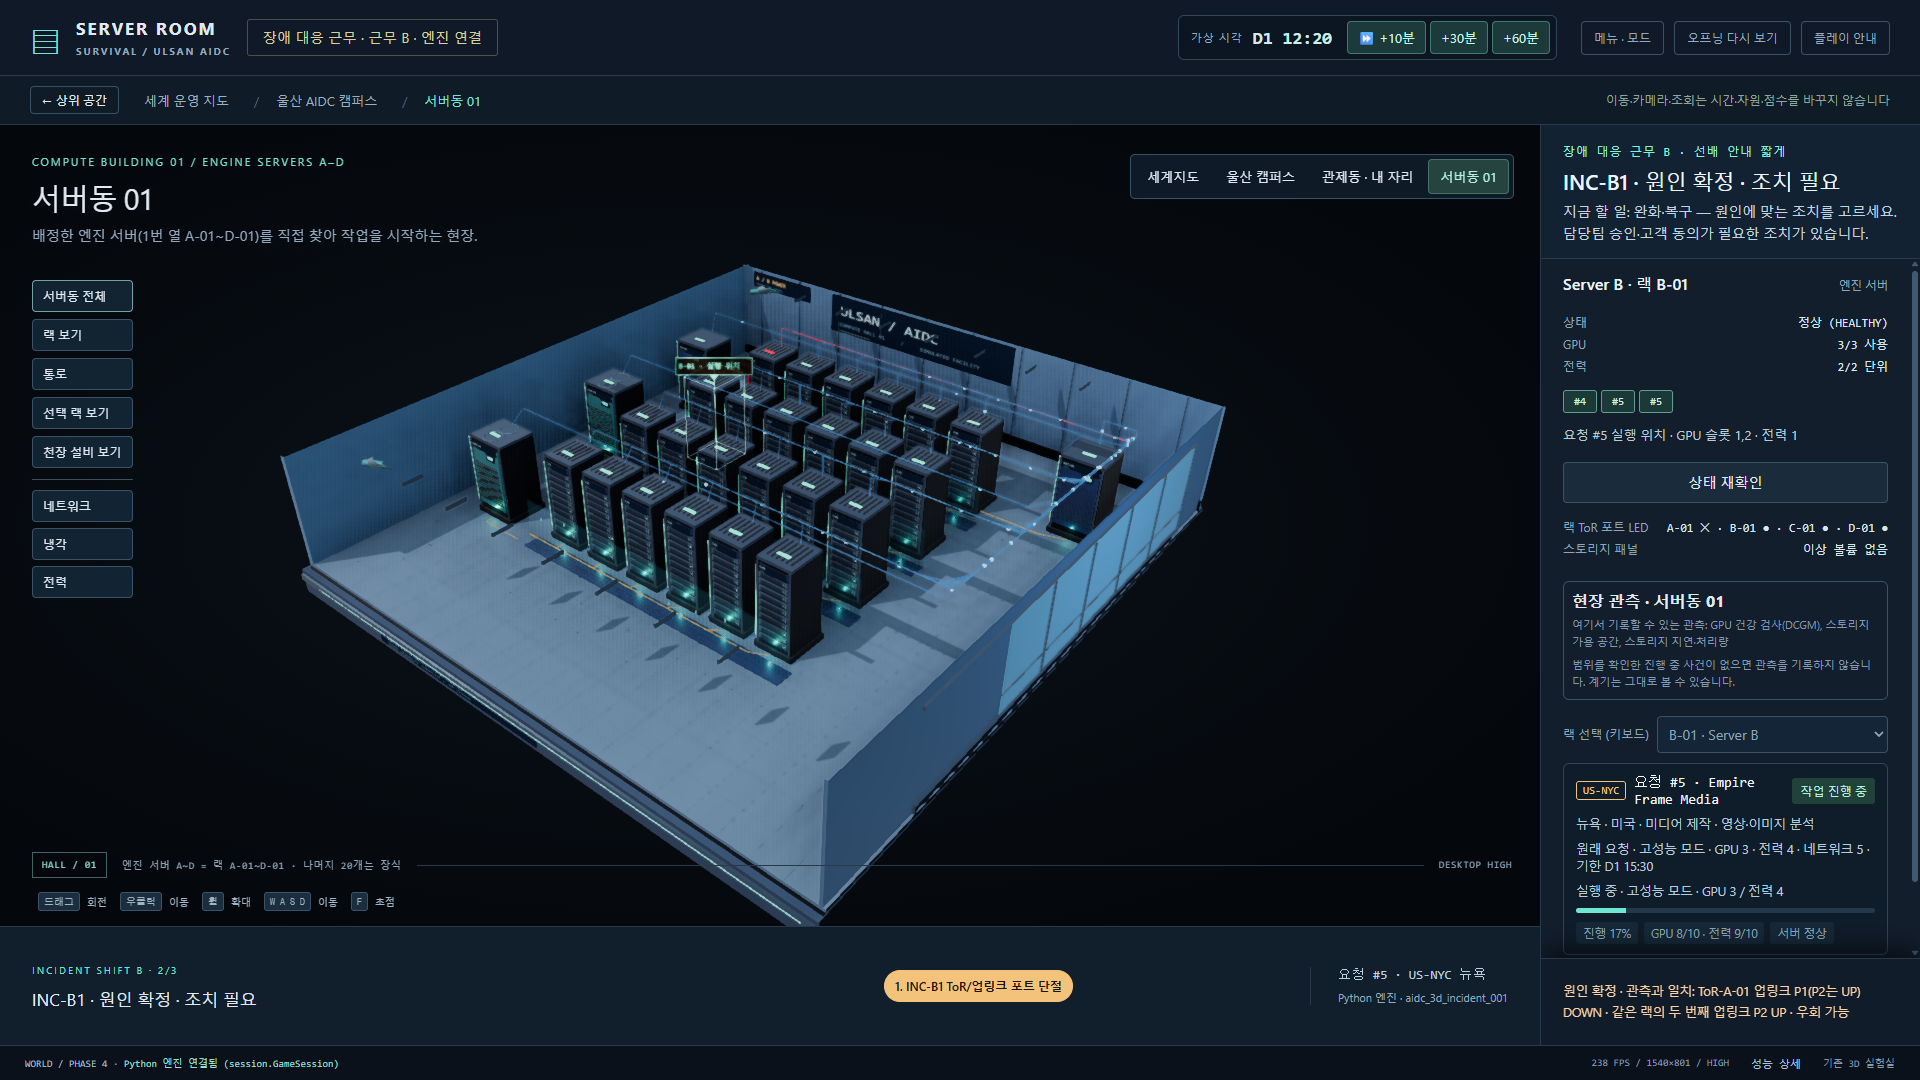 SERVER ROOM
SURVIVAL / ULSAN AIDC
장애 대응 근무 · 근무 B · 엔진 연결
가상 시각 D1 12:20 ⏩ +10분 +30분 +60분
메뉴 · 모드
오프닝 다시 보기
플레이 안내
← 상위 공간
세계 운영 지도 / 울산 AIDC 캠퍼스 / 서버동 01
이동·카메라·조회는 시간·자원·점수를 바꾸지 않습니다
COMPUTE BUILDING 01 / ENGINE SERVERS A–D
서버동 01
배정한 엔진 서버(1번 열 A-01~D-01)를 직접 찾아 작업을 시작하는 현장.
세계지도 울산 캠퍼스 관제동 · 내 자리 서버동 01
서버동 전체
랙 보기
통로
선택 랙 보기
천장 설비 보기
네트워크
냉각
전력
ULSAN / AIDC
B-01 · 실행 위치
HALL / 01
엔진 서버 A~D = 랙 A-01~D-01 · 나머지 20개는 장식
DESKTOP HIGH
드래그 회전 우클릭 이동 휠 확대 W A S D 이동 F 초점
장애 대응 근무 B · 선배 안내 짧게
INC-B1 · 원인 확정 · 조치 필요
지금 할 일: 완화·복구 — 원인에 맞는 조치를 고르세요.
담당팀 승인·고객 동의가 필요한 조치가 있습니다.
Server B · 랙 B-01 엔진 서버
상태 정상 (HEALTHY)
GPU 3/3 사용
전력 2/2 단위
#4 #5 #5
요청 #5 실행 위치 · GPU 슬롯 1,2 · 전력 1
상태 재확인
랙 ToR 포트 LED A-01 ✕ · B-01 ● · C-01 ● · D-01 ●
스토리지 패널 이상 볼륨 없음
현장 관측 · 서버동 01
여기서 기록할 수 있는 관측: GPU 건강 검사(DCGM), 스토리지
가용 공간, 스토리지 지연·처리량
범위를 확인한 진행 중 사건이 없으면 관측을 기록하지 않습니
다. 계기는 그대로 볼 수 있습니다.
랙 선택 (키보드) B-01 · Server B
US-NYC
요청 #5 · Empire
Frame Media
작업 진행 중
뉴욕 · 미국 · 미디어 제작 · 영상·이미지 분석
원래 요청 · 고성능 모드 · GPU 3 · 전력 4 · 네트워크 5 ·
기한 D1 15:30
실행 중 · 고성능 모드 · GPU 3 / 전력 4
진행 17% GPU 8/10 · 전력 9/10 서버 정상
원인 확정 · 관측과 일치: ToR-A-01 업링크 P1(P2는 UP)
DOWN · 같은 랙의 두 번째 업링크 P2 UP · 우회 가능
INCIDENT SHIFT B · 2/3
INC-B1 · 원인 확정 · 조치 필요
1. INC-B1 ToR/업링크 포트 단절
요청 #5 · US-NYC 뉴욕
Python 엔진 · aidc_3d_incident_001
WORLD / PHASE 4 · Python 엔진 연결됨 (session.GameSession)
238 FPS / 1540×801 / HIGH
성능 상세
기존 3D 실험실